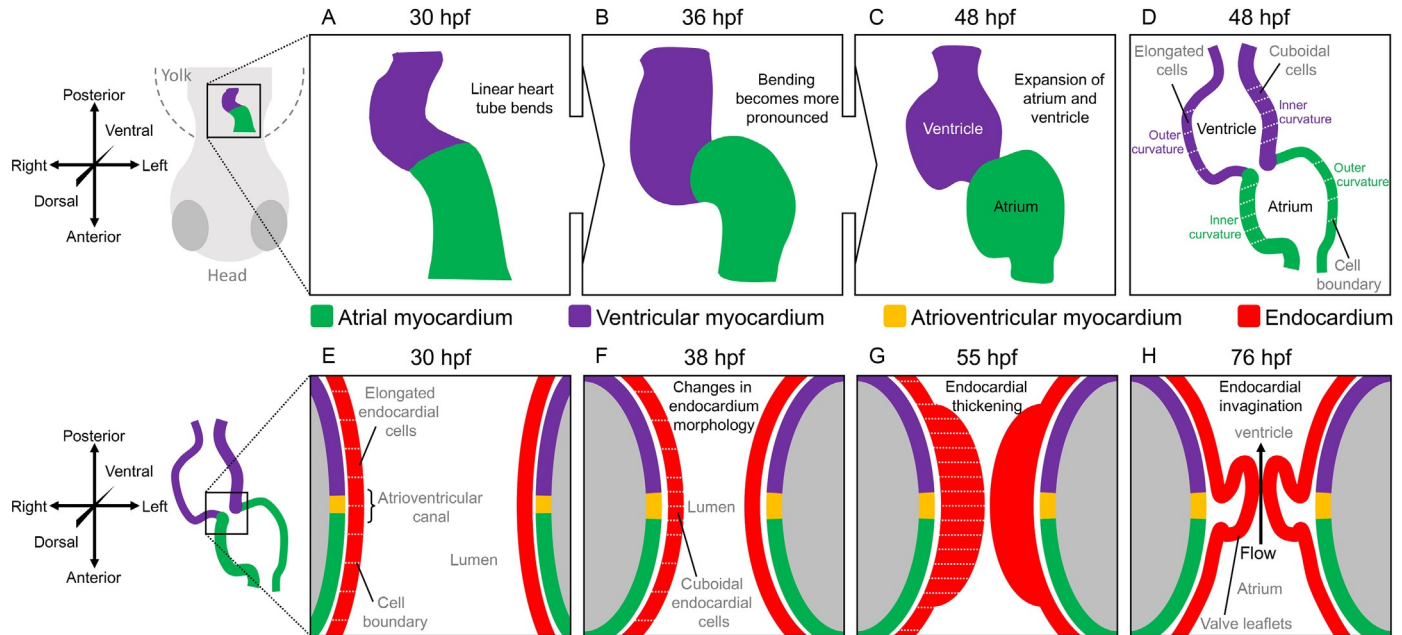 A 30 hpf
B 36 hpf
C 48 hpf
D 48 hpf
Yolk
Posterior
Ventral
Right
Left
Dorsal
Anterior
Head
Linear heart
tube bends
Bending
becomes more
pronounced
Expansion of
atrium and
ventricle
Ventricle
Atrium
Elongated
cells
Cuboidal
cells
Inner
curvature
Ventricle
Outer
curvature
Outer
curvature
Atrium
Inner
curvature
Cell
boundary
Atrial myocardium
Ventricular myocardium
Atrioventricular myocardium
Endocardium
E 30 hpf
F 38 hpf
G 55 hpf
H 76 hpf
Posterior
Ventral
Right
Left
Dorsal
Anterior
Elongated
endocardial
cells
Atrioventricular
canal
Lumen
Cell
boundary
Changes in
endocardium
morphology
Lumen
Cuboidal
endocardial
cells
Endocardial
thickening
Endocardial
invagination
ventricle
Flow
Atrium
Valve leaflets